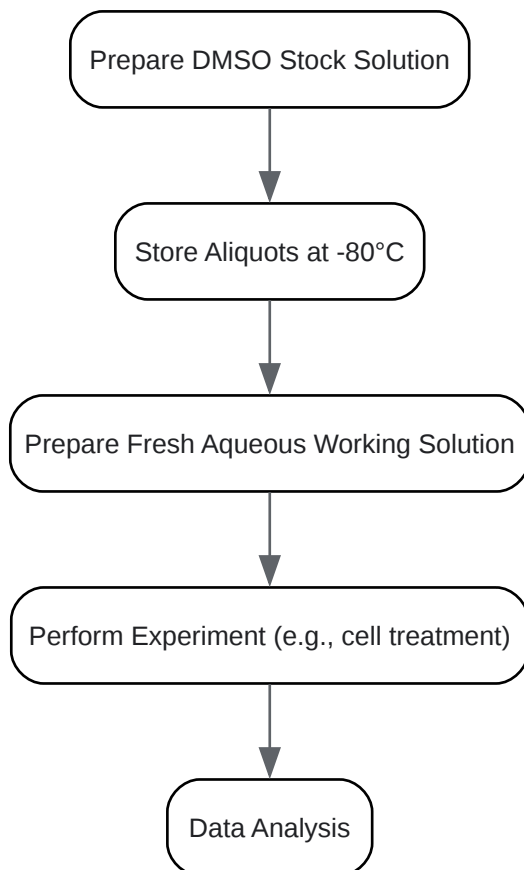 Prepare DMSO Stock Solution
Store Aliquots at -80°C
Prepare Fresh Aqueous Working Solution
Perform Experiment (e.g., cell treatment)
Data Analysis